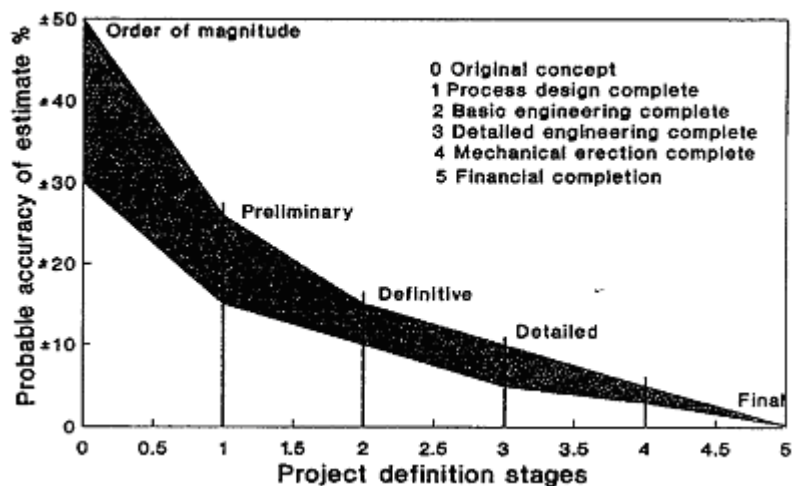 ±50
Order of magnitude
0 Original concept
1 Process design complete
2 Basic engineering complete
3 Detailed engineering complete
4 Mechanical erection complete
5 Financial completion
±40
±30
Preliminary
±20
Definitive
Detailed
±10
Final
0
0 0.5 1 1.5 2 2.5 3 3.5 4 4.5 5
Project definition stages
Probable accuracy of estimate %